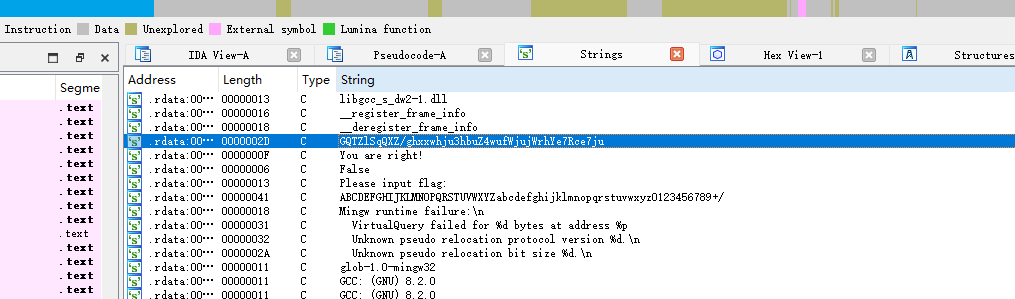 Instruction Data Unexplored External symbol Lumina function
IDA View-A Pseudocode-A Strings Hex View-1 Structures
Segme
.text
.text
.text
.text
.text
.text
.text
.text
.text
.text
.text
.text
.text
.text
Address Length Type String
.rdata:00··· 00000013 C libgcc_s_dw2-1.dll
.rdata:00··· 00000016 C __register_frame_info
.rdata:00··· 00000018 C __deregister_frame_info
.rdata:00··· 0000002D C GQTZlSqQXZ/ghxxwhju3hbuZ4wufWjujWrhYe7Rce7ju
.rdata:00··· 0000000F C You are right!
.rdata:00··· 00000006 C False
.rdata:00··· 00000013 C Please input flag:
.rdata:00··· 00000041 C ABCDEFGHIJKLMNOPQRSTUVWXYZabcdefghijklmnopqrstuvwxyz0123456789+/
.rdata:00··· 00000018 C Mingw runtime failure:\n
.rdata:00··· 00000031 C VirtualQuery failed for %d bytes at address %p
.rdata:00··· 00000032 C Unknown pseudo relocation protocol version %d.\n
.rdata:00··· 0000002A C Unknown pseudo relocation bit size %d.\n
.rdata:00··· 00000011 C glob-1.0-mingw32
.rdata:00··· 00000011 C GCC: (GNU) 8.2.0
.rdata:00··· 00000011 C GCC: (GNU) 8.2.0